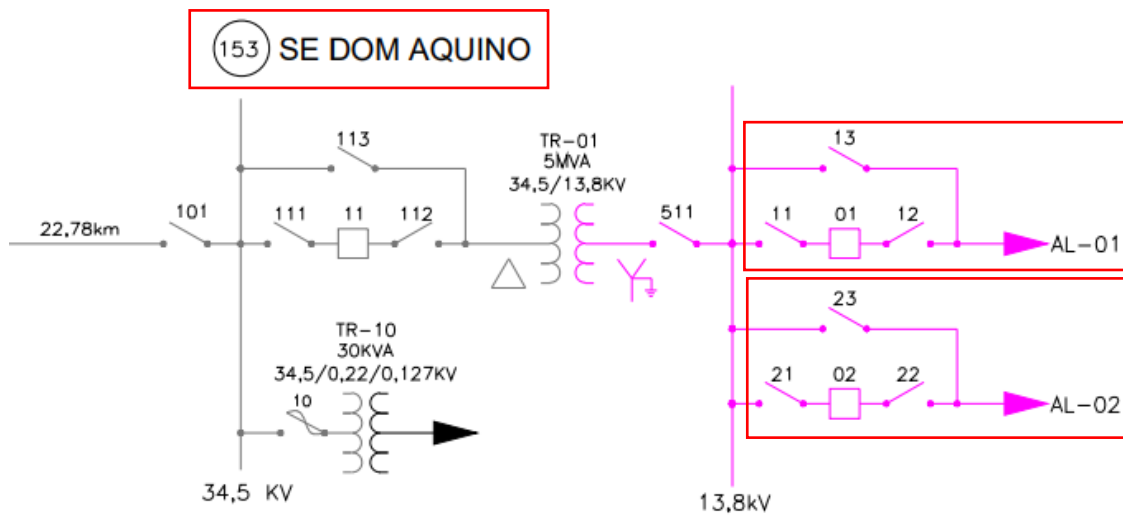 153 SE DOM AQUINO
113
TR-01
5MVA
34,5/13,8KV
13
22,78km
101
111
11
112
511
11
01
12
AL-01
23
TR-10
30KVA
34,5/0,22/0,127KV
10
21
02
22
AL-02
34,5 KV
13,8kV